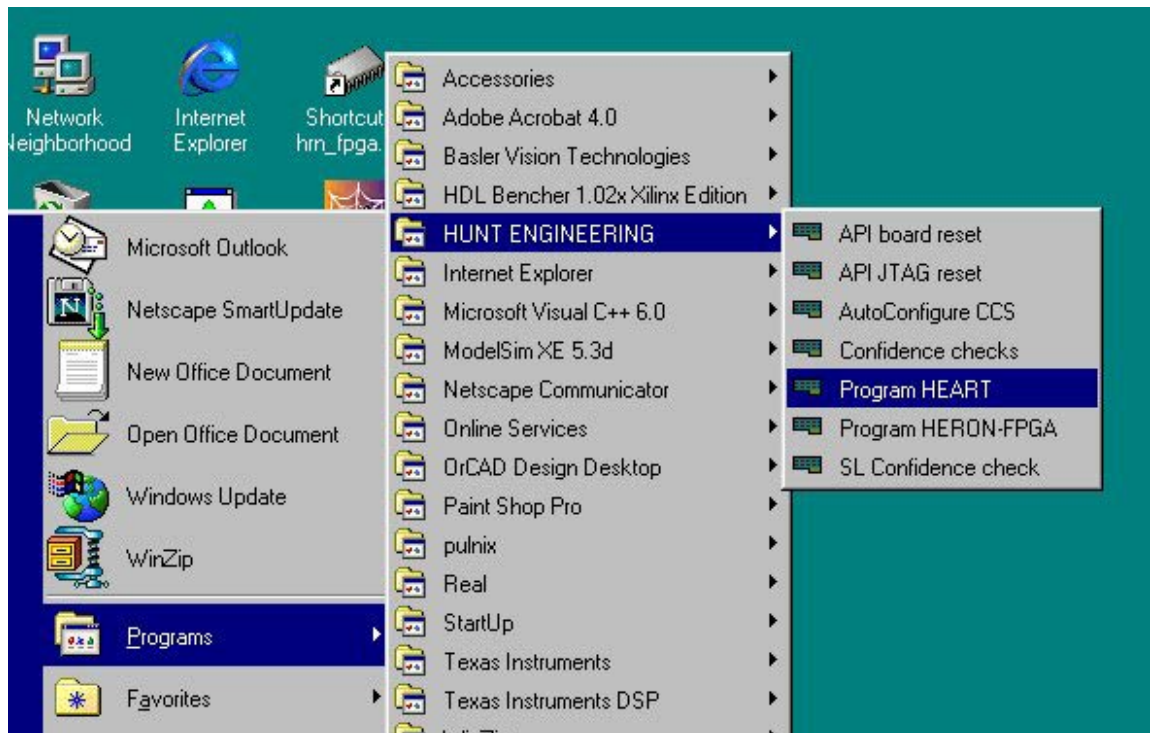 Network
Neighborhood
Internet
Explorer
Shortcut
hrn_fpga.
Microsoft Outlook
Netscape SmartUpdate
New Office Document
Open Office Document
Windows Update
WinZip
Programs
Favorites
Accessories
Adobe Acrobat 4.0
Basler Vision Technologies
HDL Bencher 1.02x Xilinx Edition
HUNT ENGINEERING
Internet Explorer
Microsoft Visual C++ 6.0
ModelSim XE 5.3d
Netscape Communicator
Online Services
OrCAD Design Desktop
Paint Shop Pro
pulnix
Real
StartUp
Texas Instruments
Texas Instruments DSP
API board reset
API JTAG reset
AutoConfigure CCS
Confidence checks
Program HEART
Program HERON-FPGA
SL Confidence check